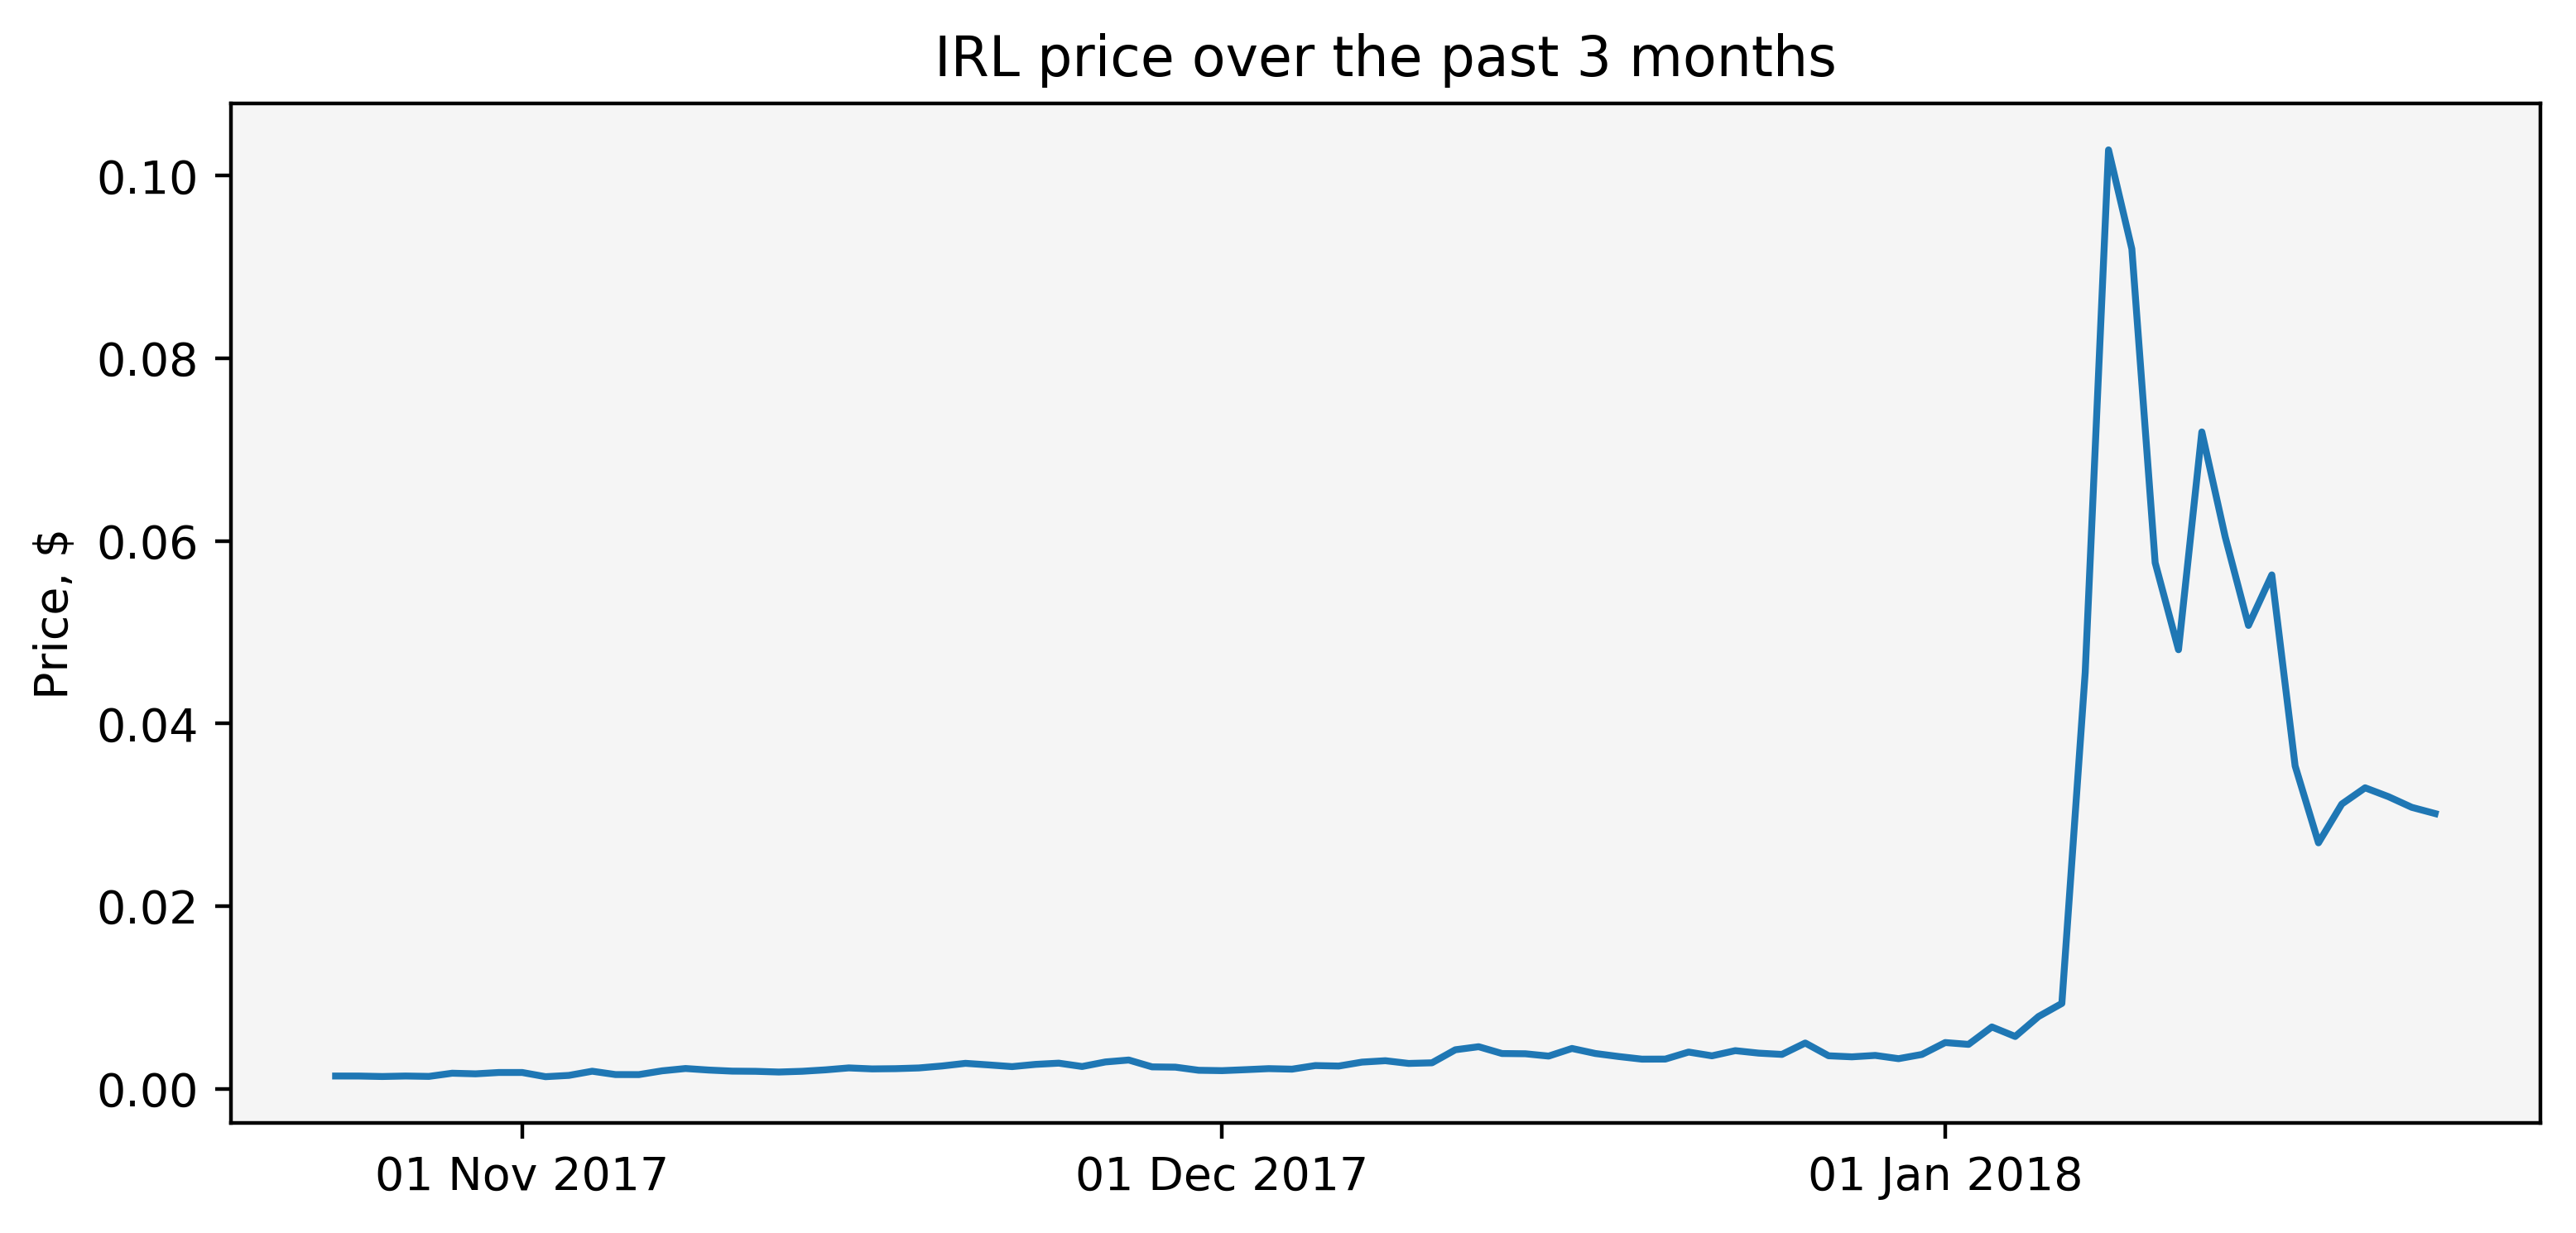 IRL price over the past 3 months
Price, $
0.10
0.08
0.06
0.04
0.02
0.00
01 Nov 2017
01 Dec 2017
01 Jan 2018